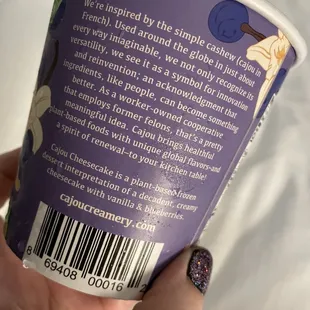 We're inspired by the simple cashew (cajou in
French). Used around the globe in just about
every way imaginable, we not only recognize its
versatility, we see it as a symbol for innovation
and reinvention: an acknowledgment that
ingredients, like people, can become something
better. As a worker-owned cooperative
that employs former felons, that's a pretty
meaningful idea. Cajou brings healthful
plant-based foods with unique global flavors–and
a spirit of renewal–to your kitchen table!
Cajou Cheesecake is a plant-based frozen
dessert interpretation of a decadent, creamy
cheesecake with vanilla & blueberries.
cajoucreamery.com
8 69408 00016 2